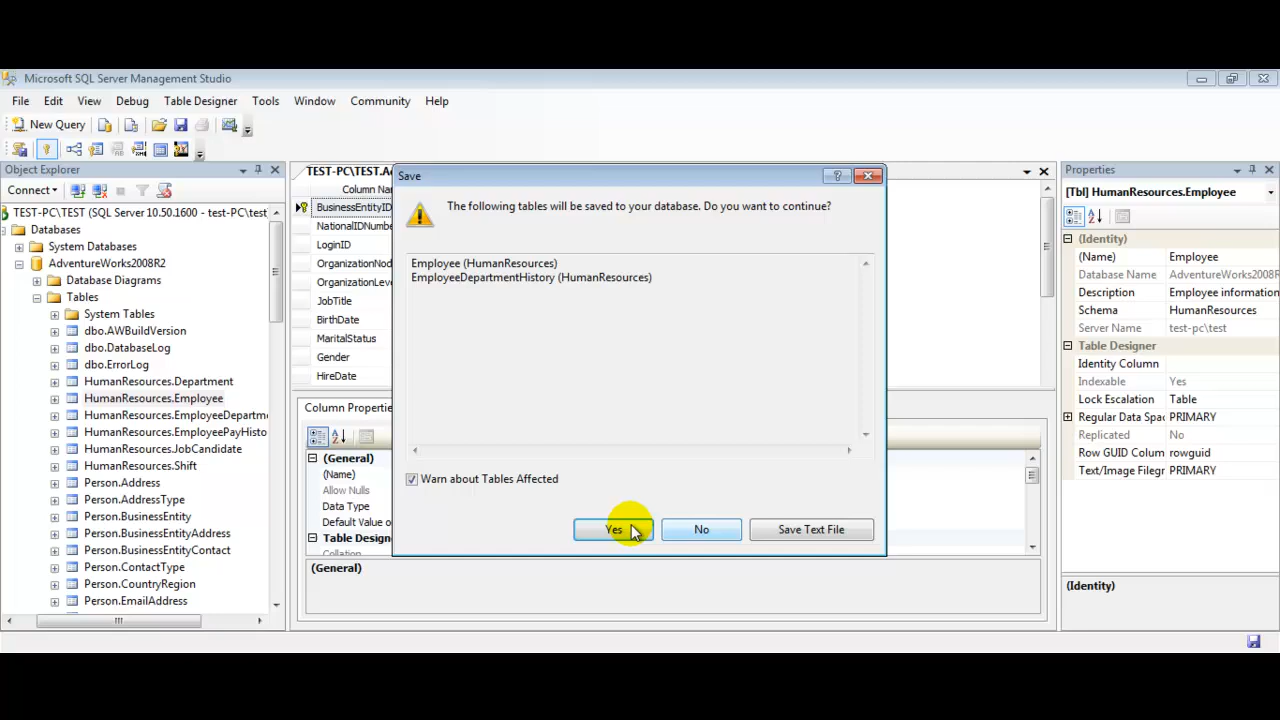 Microsoft SQL Server Management Studio
File Edit View Debug Table Designer Tools Window Community Help
New Query
Object Explorer
Connect
TEST-PC\TEST (SQL Server 10.50.1600 - test-PC\test
Databases
System Databases
AdventureWorks2008R2
Database Diagrams
Tables
System Tables
dbo.AWBuildVersion
dbo.DatabaseLog
dbo.ErrorLog
HumanResources.Department
HumanResources.Employee
HumanResources.EmployeeDepartm
HumanResources.EmployeePayHisto
HumanResources.JobCandidate
HumanResources.Shift
Person.Address
Person.AddressType
Person.BusinessEntity
Person.BusinessEntityAddress
Person.BusinessEntityContact
Person.ContactType
Person.CountryRegion
Person.EmailAddress
TEST-PC\TEST.A
Column Na
BusinessEntityID
NationalIDNumbe
LoginID
OrganizationNod
OrganizationLeve
JobTitle
BirthDate
MaritalStatus
Gender
HireDate
Column Propertie
(General)
(Name)
Allow Nulls
Data Type
Default Value o
Table Designe
Collation
(General)
Save
The following tables will be saved to your database. Do you want to continue?
Employee (HumanResources)
EmployeeDepartmentHistory (HumanResources)
Warn about Tables Affected
Yes No Save Text File
Properties
[Tbl] HumanResources.Employee
(Identity)
(Name) Employee
Database Name AdventureWorks2008R
Description Employee information
Schema HumanResources
Server Name test-pc\test
Table Designer
Identity Column
Indexable Yes
Lock Escalation Table
Regular Data Spac PRIMARY
Replicated No
Row GUID Colum rowguid
Text/Image Filegr PRIMARY
(Identity)